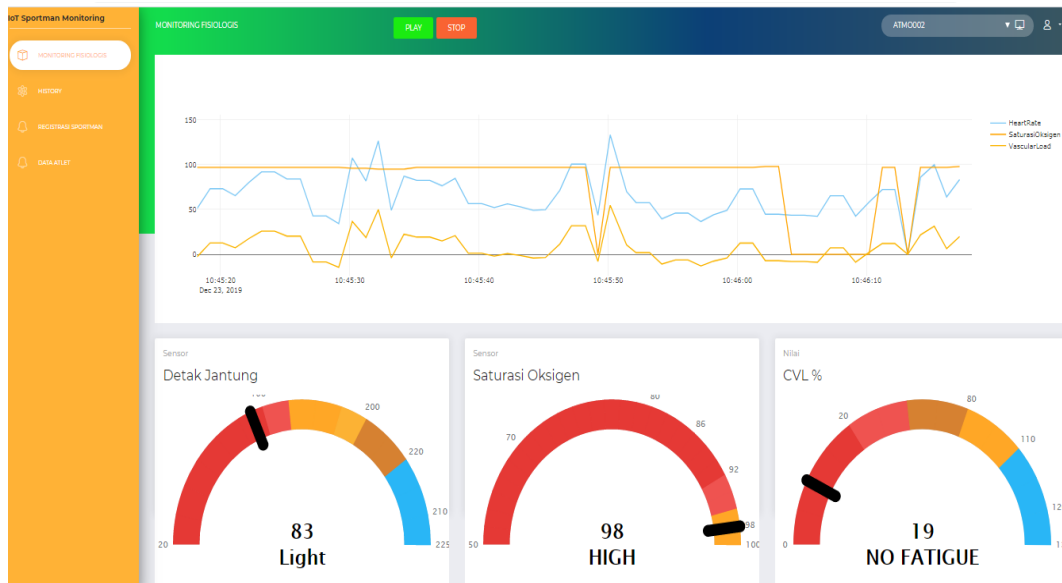 IoT Sportman Monitoring
MONITORING FISIOLOGIS
HISTORY
REGISTRASI SPORTMAN
DATA ATLET
MONITORING FISIOLOGIS
PLAY
STOP
ATMO002
150
100
50
0
10:45:20
Dec 23, 2019
10:45:30
10:45:40
10:45:50
10:46:00
10:46:10
HeartRate
SaturasiOksigen
VascularLoad
Sensor
Detak Jantung
20
200
220
210
225
83
Light
Sensor
Saturasi Oksigen
50
70
80
86
92
98
100
98
HIGH
Nilai
CVL %
0
20
80
110
19
NO FATIGUE